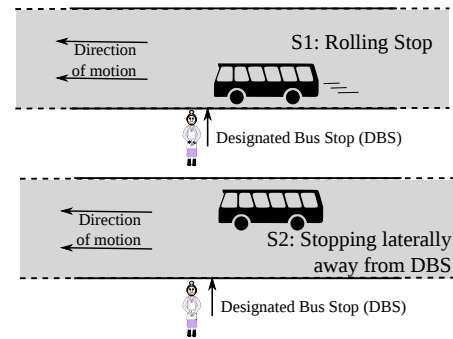 S1: Rolling Stop
Direction
of motion
Designated Bus Stop (DBS)
Direction
of motion
S2: Stopping laterally
away from DBS
Designated Bus Stop (DBS)